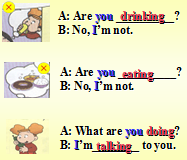 A: Are you drinking?
B: No, I'm not.
A: Are you eating?
B: No, I'm not.
A: What are you doing?
B: I'm talking to you.